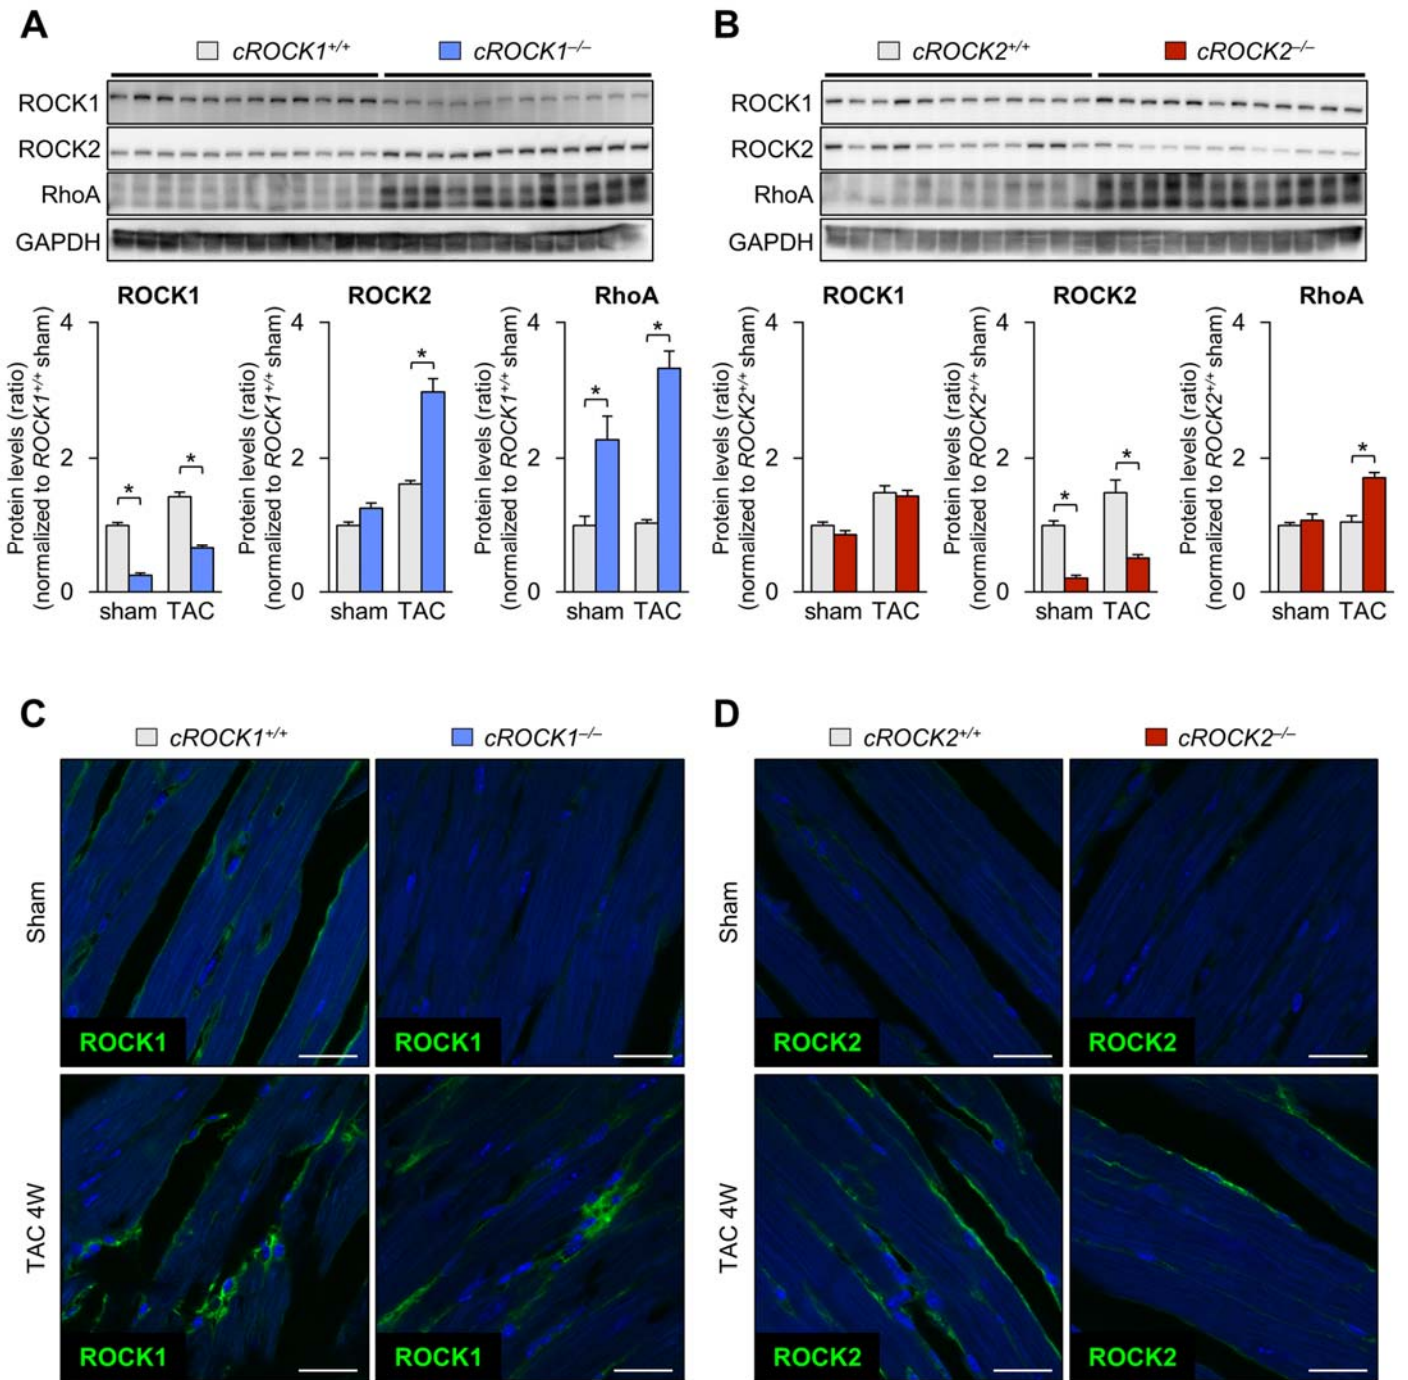 A
B
cROCK1+/+
cROCK1–/–
cROCK2+/+
cROCK2–/–
ROCK1
ROCK2
RhoA
GAPDH
ROCK1
ROCK2
RhoA
GAPDH
ROCK1
ROCK2
RhoA
ROCK1
ROCK2
RhoA
Protein levels (ratio)
(normalized to ROCK1+/+ sham)
4
2
0
*
*
sham TAC
Protein levels (ratio)
(normalized to ROCK1+/+ sham)
4
2
0
*
sham TAC
Protein levels (ratio)
(normalized to ROCK1+/+ sham)
4
2
0
*
*
sham TAC
Protein levels (ratio)
(normalized to ROCK2+/+ sham)
4
2
0
sham TAC
Protein levels (ratio)
(normalized to ROCK2+/+ sham)
4
2
0
*
*
sham TAC
Protein levels (ratio)
(normalized to ROCK2+/+ sham)
4
2
0
*
sham TAC
C
D
cROCK1+/+
cROCK1–/–
cROCK2+/+
cROCK2–/–
Sham
ROCK1
ROCK1
Sham
ROCK2
ROCK2
TAC 4W
ROCK1
ROCK1
TAC 4W
ROCK2
ROCK2